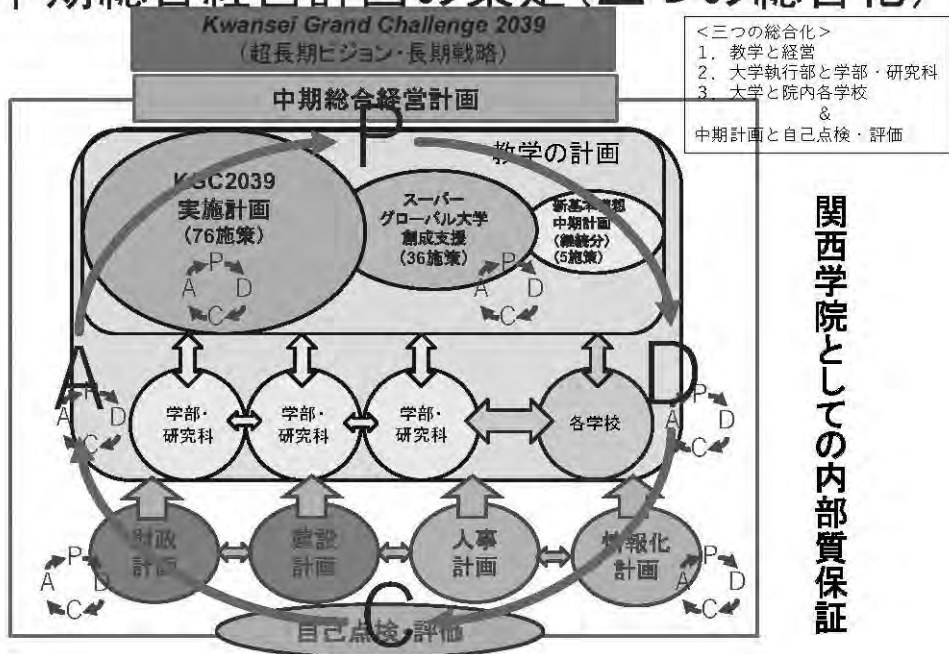 中期総合経営計画の策定(三つの総合化)
Kwansei Grand Challenge 2039
(超長期ビジョン・長期戦略)
<三つの総合化>
1. 教学と経営
2. 大学執行部と学部・研究科
3. 大学と院内各学校
&
中期計画と自己点検・評価
中期総合経営計画
P
教学の計画
KGC2039
実施計画
(76施策)
スーパー
グローバル大学
創成支援
(36施策)
新基本構想
中期計画
(継続分)
(5施策)
P
A
D
C
P
A
D
C
A
D
P
A
D
C
P
A
D
C
学部・
研究科
学部・
研究科
学部・
研究科
各学校
財政
計画
建設
計画
人事
計画
情報化
計画
P
A
D
C
P
A
D
C
C
自己点検・評価
関西学院としての内部質保証